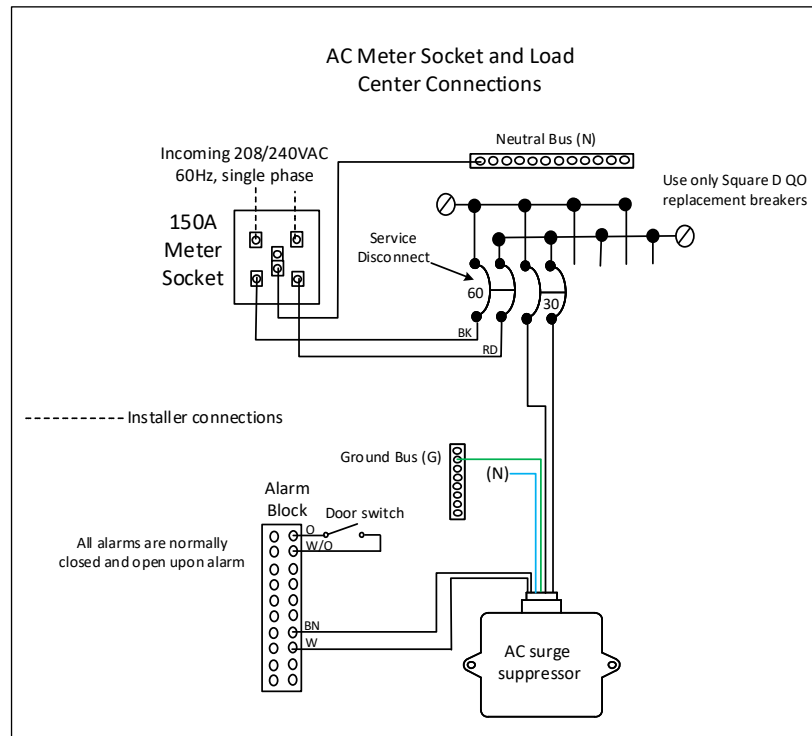 AC Meter Socket and Load
Center Connections
Neutral Bus (N)
Incoming 208/240VAC
60Hz, single phase
Use only Square D QO
replacement breakers
150A
Meter
Socket
Service
Disconnect
60
30
BK
RD
Installer connections
Ground Bus (G)
(N)
Alarm
Block
Door switch
O
W/O
All alarms are normally
closed and open upon alarm
BN
W
AC surge
suppressor